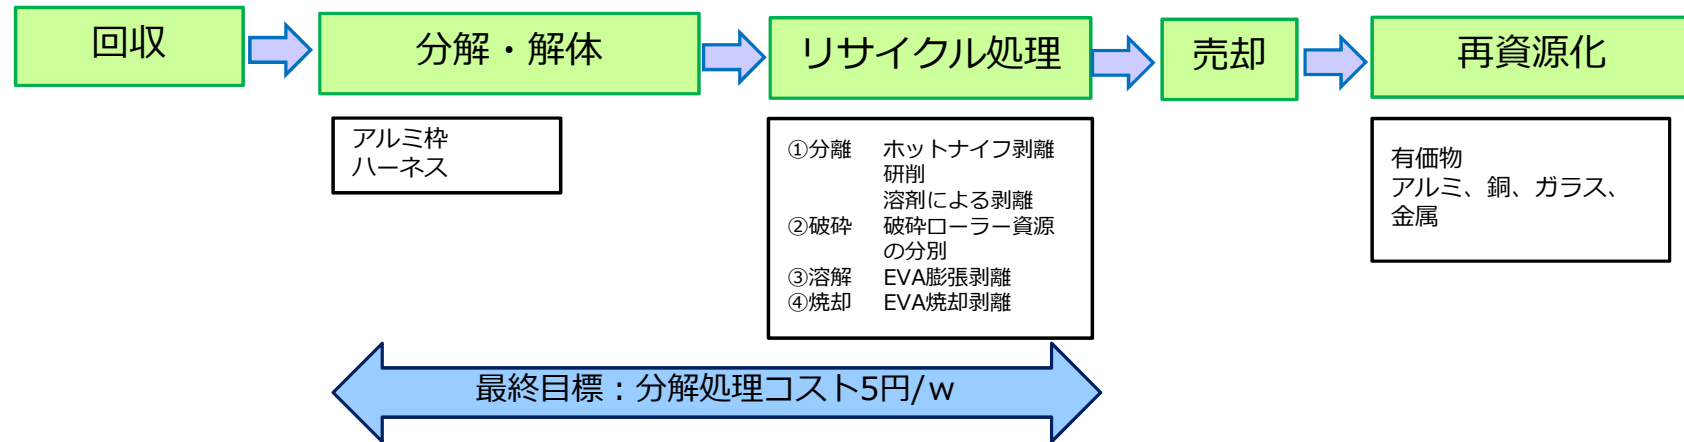 回収
分解・解体
リサイクル処理
売却
再資源化
アルミ枠
ハーネス
①分離 ホットナイフ剥離
研削
溶剤による剥離
②破砕 破砕ローラー資源
の分別
③溶解 EVA膨張剥離
④焼却 EVA焼却剥離
有価物
アルミ、銅、ガラス、
金属
最終目標：分解処理コスト5円/w